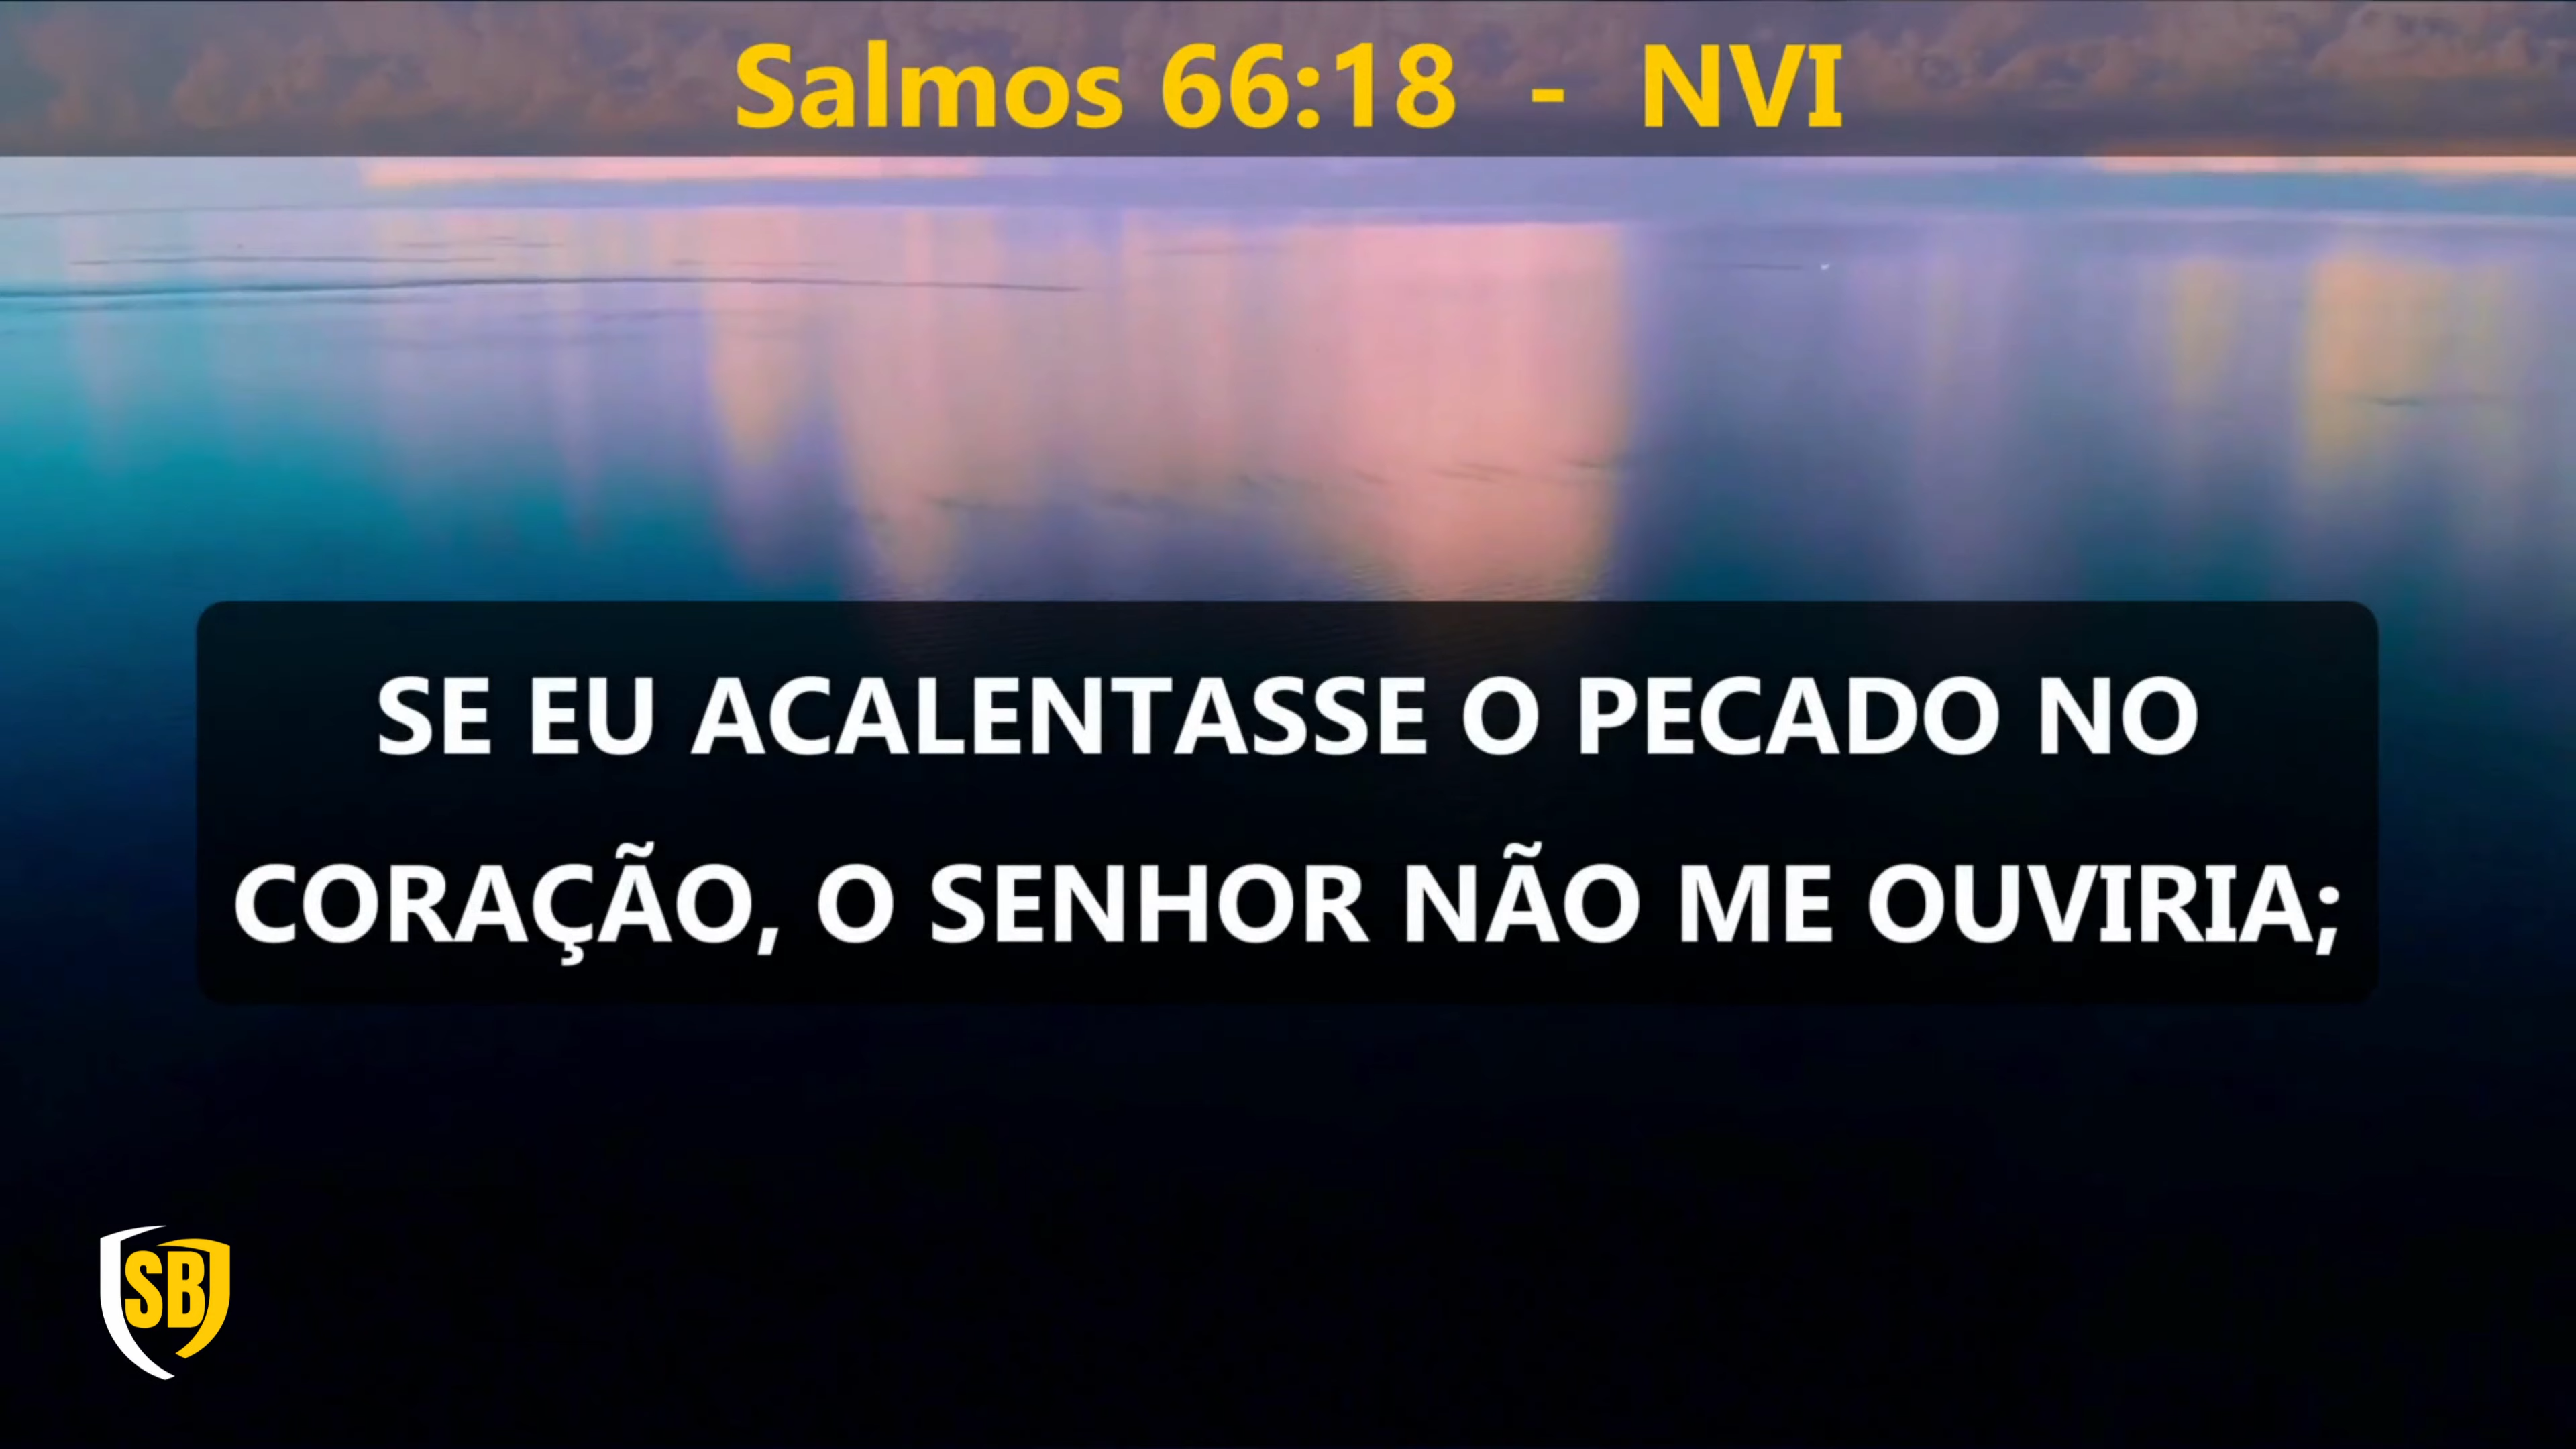 Salmos 66:18 - NVI
SE EU ACALENTASSE O PECADO NO
CORAÇÃO, O SENHOR NÃO ME OUVIRIA;
SB